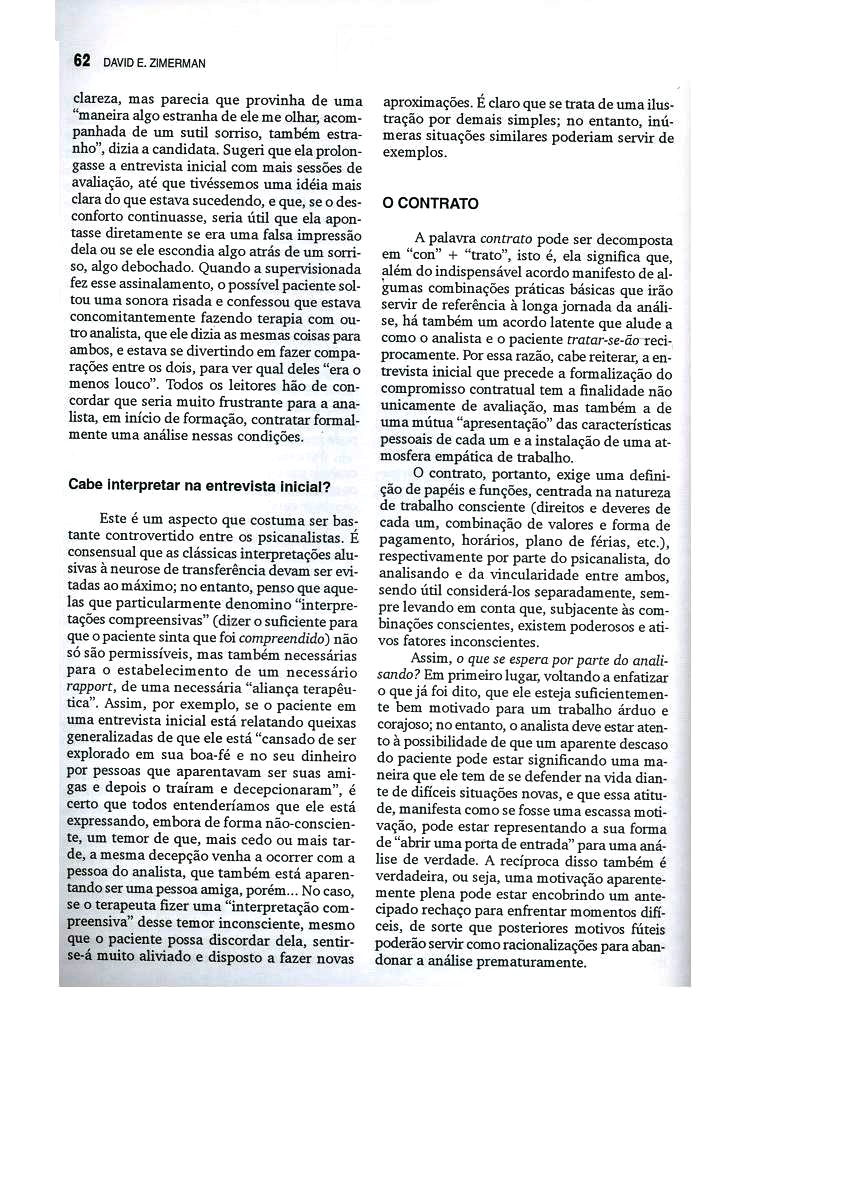 62 DAVID E. ZIMERMAN
clareza, mas parecia que provinha de uma
“maneira algo estranha de ele me olhar, acom-
panhada de um sutil sorriso, também estra-
nho”, dizia a candidata. Sugeri que ela prolon-
gasse a entrevista inicial com mais sessões de
avaliação, até que tivéssemos uma idéia mais
clara do que estava sucedendo, e que, se o des-
conforto continuasse, seria útil que ela apon-
tasse diretamente se era uma falsa impressão
dela ou se ele escondia algo atrás de um sorri-
so, algo debochado. Quando a supervisionada
fez esse assinalamento, o possível paciente sol-
tou uma sonora risada e confessou que estava
concomitantemente fazendo terapia com ou-
tro analista, que ele dizia as mesmas coisas para
ambos, e estava se divertindo em fazer compa-
rações entre os dois, para ver qual deles “era o
menos louco”. Todos os leitores hão de con-
cordar que seria muito frustrante para a ana-
lista, em início de formação, contratar formal-
mente uma análise nessas condições.
Cabe interpretar na entrevista inicial?
Este é um aspecto que costuma ser bas-
tante controvertido entre os psicanalistas. É
consensual que as clássicas interpretações alu-
sivas à neurose de transferência devam ser evi-
tadas ao máximo; no entanto, penso que aque-
las que particularmente denomino “interpre-
tações compreensivas” (dizer o suficiente para
que o paciente sinta que foi compreendido) não
só são permissíveis, mas também necessárias
para o estabelecimento de um necessário
rapport, de uma necessária “aliança terapêu-
tica”. Assim, por exemplo, se o paciente em
uma entrevista inicial está relatando queixas
generalizadas de que ele está “cansado de ser
explorado em sua boa-fé e no seu dinheiro
por pessoas que aparentavam ser suas ami-
gas e depois o traíram e decepcionaram”, é
certo que todos entenderíamos que ele está
expressando, embora de forma não-conscien-
te, um temor de que, mais cedo ou mais tar-
de, a mesma decepção venha a ocorrer com a
pessoa do analista, que também está aparen-
tando ser uma pessoa amiga, porém... No caso,
se o terapeuta fizer uma “interpretação com-
preensiva” desse temor inconsciente, mesmo
que o paciente possa discordar dela, sentir-
se-á muito aliviado e disposto a fazer novas
aproximações. É claro que se trata de uma ilus-
tração por demais simples; no entanto, inú-
meras situações similares poderiam servir de
exemplos.
O CONTRATO
A palavra contrato pode ser decomposta
em “con” + “trato”, isto é, ela significa que,
além do indispensável acordo manifesto de al-
gumas combinações práticas básicas que irão
servir de referência à longa jornada da análi-
se, há também um acordo latente que alude a
como o analista e o paciente tratar-se-ão reci-
procamente. Por essa razão, cabe reiterar, a en-
trevista inicial que precede a formalização do
compromisso contratual tem a finalidade não
unicamente de avaliação, mas também a de
uma mútua “apresentação” das características
pessoais de cada um e a instalação de uma at-
mosfera empática de trabalho.
O contrato, portanto, exige uma defini-
ção de papéis e funções, centrada na natureza
de trabalho consciente (direitos e deveres de
cada um, combinação de valores e forma de
pagamento, horários, plano de férias, etc.),
respectivamente por parte do psicanalista, do
analisando e da vincularidade entre ambos,
sendo útil considerá-los separadamente, sem-
pre levando em conta que, subjacente às com-
binações conscientes, existem poderosos e ati-
vos fatores inconscientes.
Assim, o que se espera por parte do anali-
sando? Em primeiro lugar, voltando a enfatizar
o que já foi dito, que ele esteja suficientemen-
te bem motivado para um trabalho árduo e
corajoso; no entanto, o analista deve estar aten-
to à possibilidade de que um aparente descaso
do paciente pode estar significando uma ma-
neira que ele tem de se defender na vida dian-
te de difíceis situações novas, e que essa atitu-
de, manifesta como se fosse uma escassa moti-
vação, pode estar representando a sua forma
de “abrir uma porta de entrada” para uma aná-
lise de verdade. A recíproca disso também é
verdadeira, ou seja, uma motivação aparente-
mente plena pode estar encobrindo um ante-
cipado rechaço para enfrentar momentos difí-
ceis, de sorte que posteriores motivos fúteis
poderão servir como racionalizações para aban-
donar a análise prematuramente.